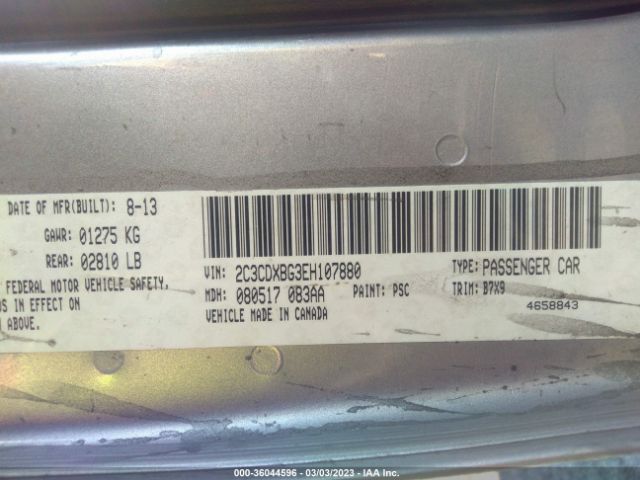 DATE OF MFR(BUILT): 8-13
GAWR: 01275 KG
REAR: 02810 LB
FEDERAL MOTOR VEHICLE SAFETY,
IN EFFECT ON
ABOVE.
VIN: 2C3CDXBG3EH107880
TYPE: PASSENGER CAR
MDH: 080517 083AA PAINT: PSC TRIM: B7X9
VEHICLE MADE IN CANADA
4658843
000-36044596 - 03/03/2023 - IAA Inc.